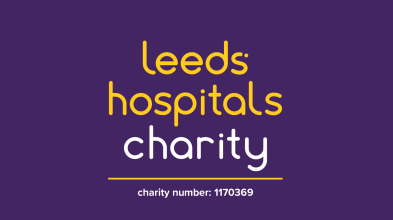 leeds
hospitals
charity
charity number: 1170369